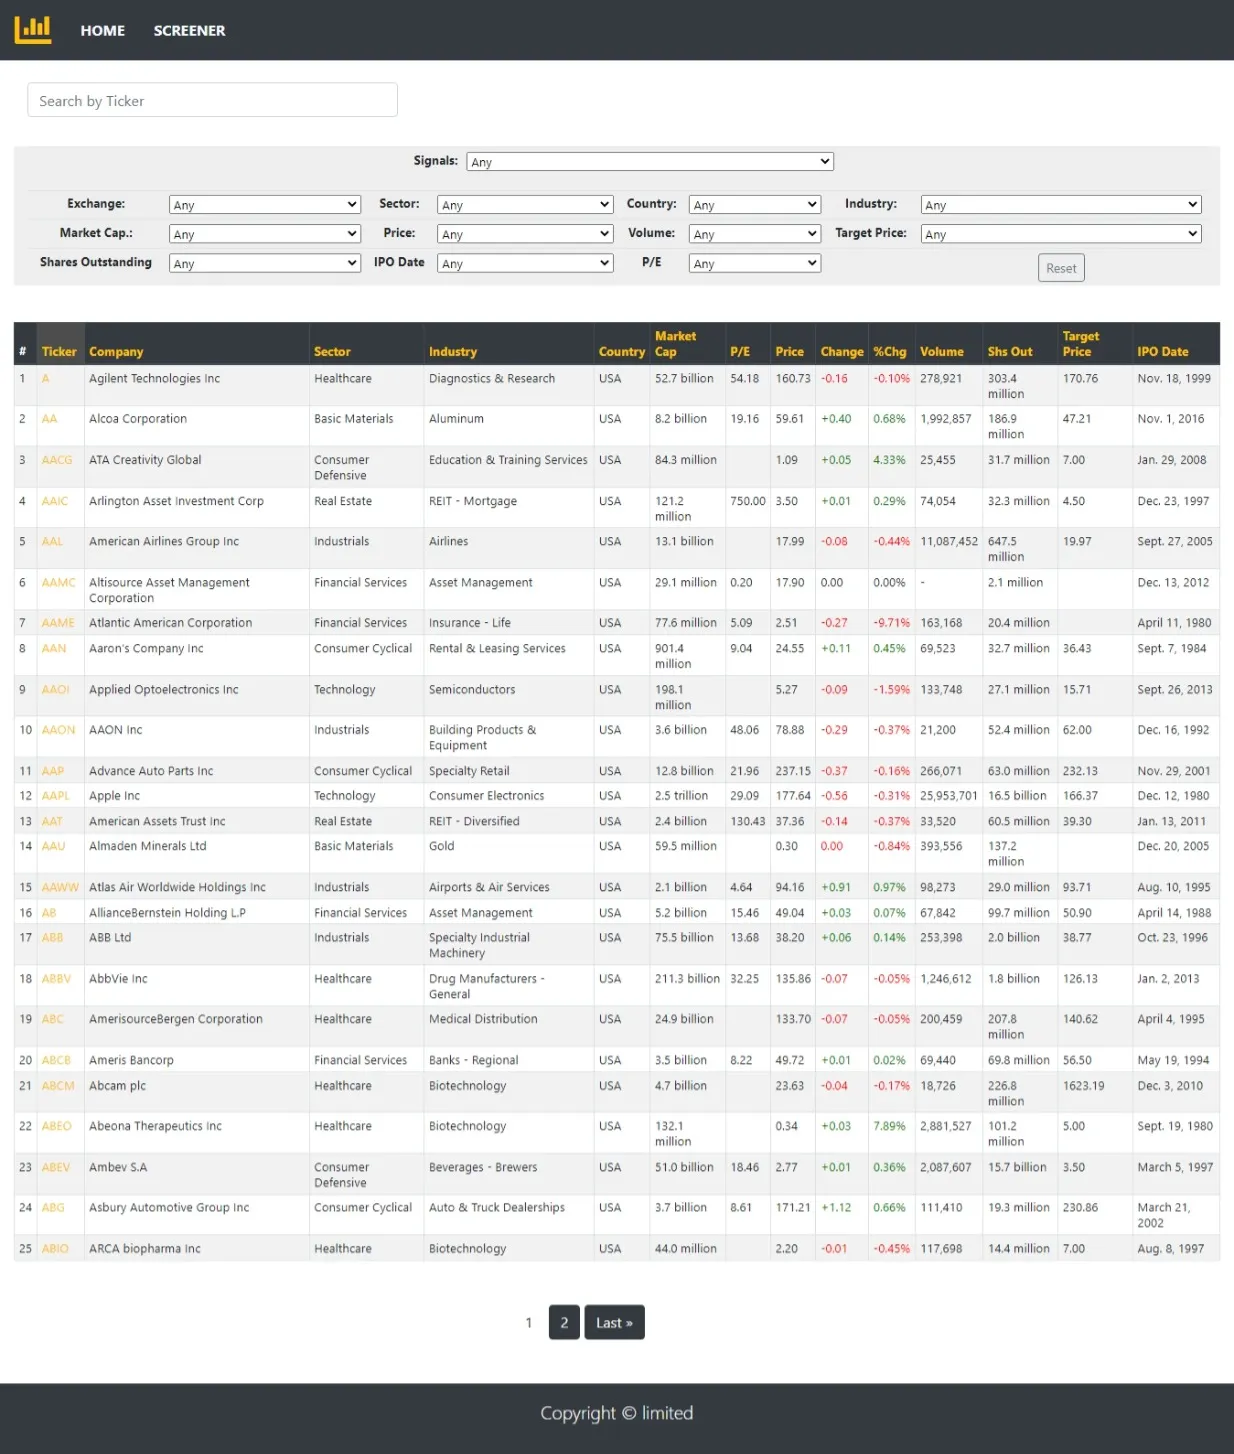 HOME SCREENER
Search by Ticker
Signals: Any
Exchange: Any Sector: Any Country: Any Industry: Any
Market Cap.: Any Price: Any Volume: Any Target Price: Any
Shares Outstanding Any IPO Date Any P/E Any Reset
# Ticker Company Sector Industry Country Market Cap P/E Price Change %Chg Volume Shs Out Target Price IPO Date
1 A Agilent Technologies Inc Healthcare Diagnostics & Research USA 52.7 billion 54.18 160.73 -0.16 -0.10% 278,921 303.4 million 170.76 Nov. 18, 1999
2 AA Alcoa Corporation Basic Materials Aluminum USA 8.2 billion 19.16 59.61 +0.40 0.68% 1,992,857 186.9 million 47.21 Nov. 1, 2016
3 AACG ATA Creativity Global Consumer Defensive Education & Training Services USA 84.3 million 1.09 +0.05 4.33% 25,455 31.7 million 7.00 Jan. 29, 2008
4 AAIC Arlington Asset Investment Corp Real Estate REIT - Mortgage USA 121.2 million 750.00 3.50 +0.01 0.29% 74,054 32.3 million 4.50 Dec. 23, 1997
5 AAL American Airlines Group Inc Industrials Airlines USA 13.1 billion 17.99 -0.08 -0.44% 11,087,452 647.5 million 19.97 Sept. 27, 2005
6 AAMC Altisource Asset Management Corporation Financial Services Asset Management USA 29.1 million 0.20 17.90 0.00 0.00% - 2.1 million Dec. 13, 2012
7 AAME Atlantic American Corporation Financial Services Insurance - Life USA 77.6 million 5.09 2.51 -0.27 -9.71% 163,168 20.4 million April 11, 1980
8 AAN Aaron's Company Inc Consumer Cyclical Rental & Leasing Services USA 901.4 million 9.04 24.55 +0.11 0.45% 69,523 32.7 million 36.43 Sept. 7, 1984
9 AAOI Applied Optoelectronics Inc Technology Semiconductors USA 198.1 million 5.27 -0.09 -1.59% 133,748 27.1 million 15.71 Sept. 26, 2013
10 AAON AAON Inc Industrials Building Products & Equipment USA 3.6 billion 48.06 78.88 -0.29 -0.37% 21,200 52.4 million 62.00 Dec. 16, 1992
11 AAP Advance Auto Parts Inc Consumer Cyclical Specialty Retail USA 12.8 billion 21.96 237.15 -0.37 -0.16% 266,071 63.0 million 232.13 Nov. 29, 2001
12 AAPL Apple Inc Technology Consumer Electronics USA 2.5 trillion 29.09 177.64 -0.56 -0.31% 25,953,701 16.5 billion 166.37 Dec. 12, 1980
13 AAT American Assets Trust Inc Real Estate REIT - Diversified USA 2.4 billion 130.43 37.36 -0.14 -0.37% 33,520 60.5 million 39.30 Jan. 13, 2011
14 AAU Almaden Minerals Ltd Basic Materials Gold USA 59.5 million 0.30 0.00 -0.84% 393,556 137.2 million Dec. 20, 2005
15 AAWW Atlas Air Worldwide Holdings Inc Industrials Airports & Air Services USA 2.1 billion 4.64 94.16 +0.91 0.97% 98,273 29.0 million 93.71 Aug. 10, 1995
16 AB AllianceBernstein Holding L.P Financial Services Asset Management USA 5.2 billion 15.46 49.04 +0.03 0.07% 67,842 99.7 million 50.90 April 14, 1988
17 ABB ABB Ltd Industrials Specialty Industrial Machinery USA 75.5 billion 13.68 38.20 +0.06 0.14% 253,398 2.0 billion 38.77 Oct. 23, 1996
18 ABBV AbbVie Inc Healthcare Drug Manufacturers - General USA 211.3 billion 32.25 135.86 -0.07 -0.05% 1,246,612 1.8 billion 126.13 Jan. 2, 2013
19 ABC AmerisourceBergen Corporation Healthcare Medical Distribution USA 24.9 billion 133.70 -0.07 -0.05% 200,459 207.8 million 140.62 April 4, 1995
20 ABCB Ameris Bancorp Financial Services Banks - Regional USA 3.5 billion 8.22 49.72 +0.01 0.02% 69,440 69.8 million 56.50 May 19, 1994
21 ABCM Abcam plc Healthcare Biotechnology USA 4.7 billion 23.63 -0.04 -0.17% 18,726 226.8 million 1623.19 Dec. 3, 2010
22 ABEO Abeona Therapeutics Inc Healthcare Biotechnology USA 132.1 million 0.34 +0.03 7.89% 2,881,527 101.2 million 5.00 Sept. 19, 1980
23 ABEV Ambev S.A Consumer Defensive Beverages - Brewers USA 51.0 billion 18.46 2.77 +0.01 0.36% 2,087,607 15.7 billion 3.50 March 5, 1997
24 ABG Asbury Automotive Group Inc Consumer Cyclical Auto & Truck Dealerships USA 3.7 billion 8.61 171.21 +1.12 0.66% 111,410 19.3 million 230.86 March 21, 2002
25 ABIO ARCA biopharma Inc Healthcare Biotechnology USA 44.0 million 2.20 -0.01 -0.45% 117,698 14.4 million 7.00 Aug. 8, 1997
1 2 Last »
Copyright © limited